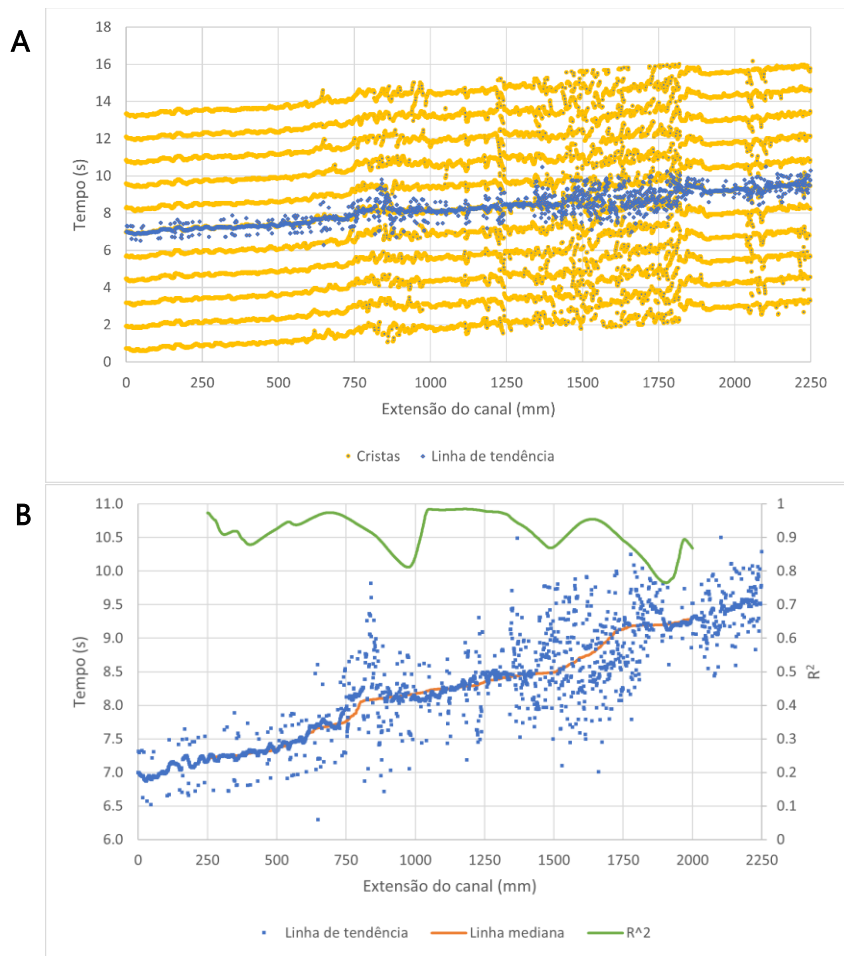 A
18
16
14
12
10
8
6
4
2
0
Tempo (s)
0 250 500 750 1000 1250 1500 1750 2000 2250
Extensão do canal (mm)
Cristas Linha de tendência
B
11.0
10.5
10.0
9.5
9.0
8.5
8.0
7.5
7.0
6.5
6.0
Tempo (s)
1
0.9
0.8
0.7
0.6
0.5
0.4
0.3
0.2
0.1
0
R²
0 250 500 750 1000 1250 1500 1750 2000 2250
Extensão do canal (mm)
Linha de tendência Linha mediana R^2